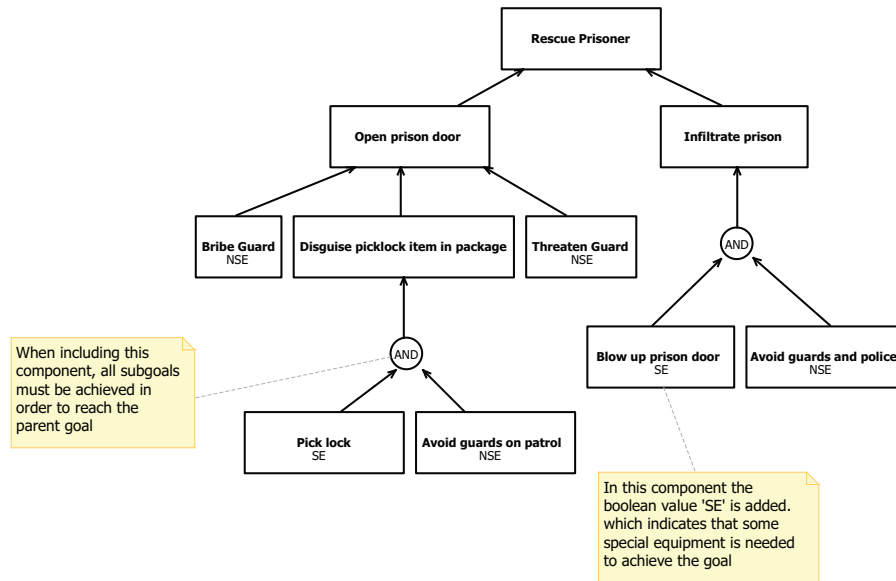 Rescue Prisoner
Open prison door
Infiltrate prison
Bribe Guard
NSE
Disguise picklock item in package
Threaten Guard
NSE
AND
When including this
component, all subgoals
must be achieved in
order to reach the
parent goal
AND
Blow up prison door
SE
Avoid guards and police
NSE
Pick lock
SE
Avoid guards on patrol
NSE
In this component the
boolean value 'SE' is added.
which indicates that some
special equipment is needed
to achieve the goal